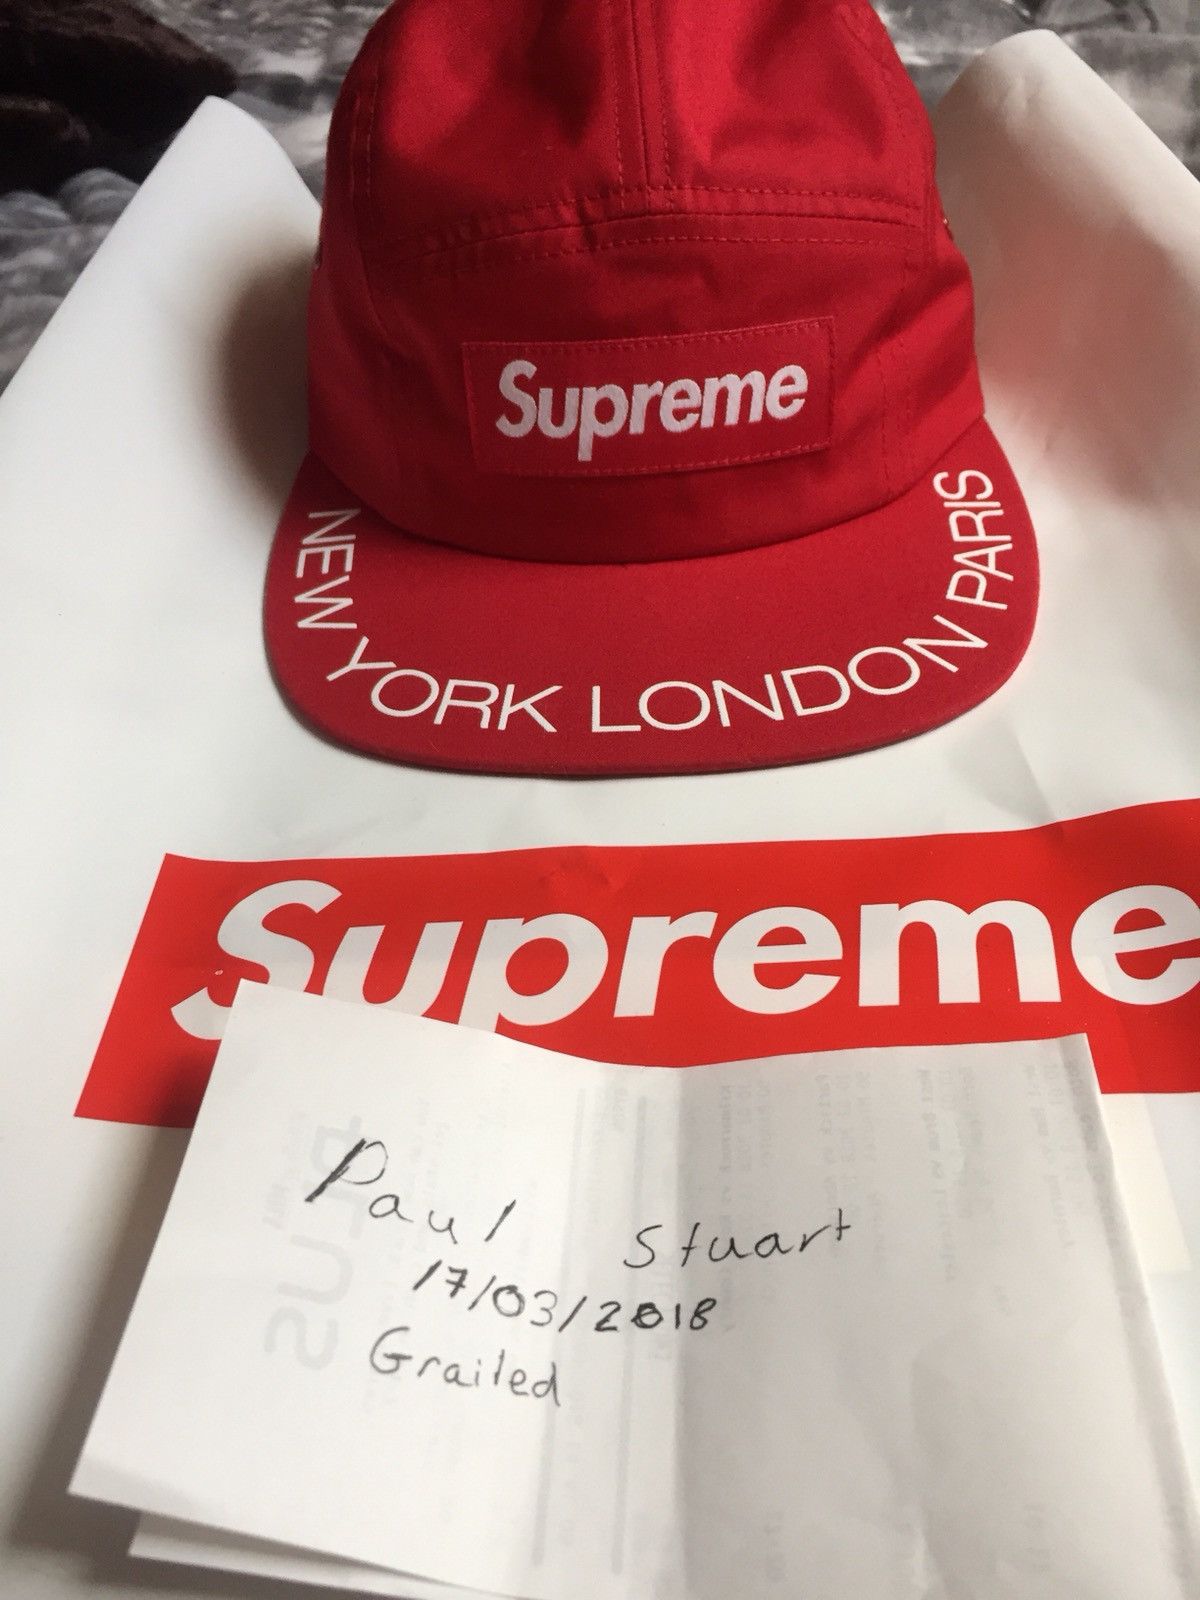 Supreme
NEW YORK LONDON PARIS
Supreme
Paul Stuart
17/03/2018
Grailed